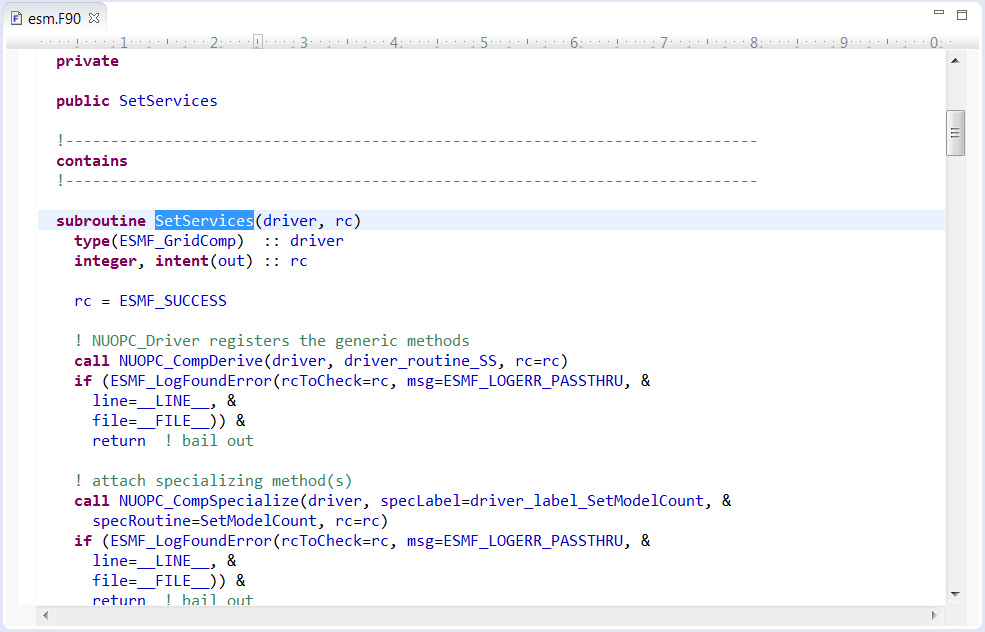 esm.F90
1 2 3 4 5 6 7 8 9 0
private
public SetServices
!-----------------------------------------------------------------------------
contains
!-----------------------------------------------------------------------------
subroutine SetServices(driver, rc)
type(ESMF_GridComp)  :: driver
integer, intent(out) :: rc
rc = ESMF_SUCCESS
! NUOPC_Driver registers the generic methods
call NUOPC_CompDerive(driver, driver_routine_SS, rc=rc)
if (ESMF_LogFoundError(rcToCheck=rc, msg=ESMF_LOGERR_PASSTHRU, &
line=__LINE__, &
file=__FILE__)) &
return  ! bail out
! attach specializing method(s)
call NUOPC_CompSpecialize(driver, specLabel=driver_label_SetModelCount, &
specRoutine=SetModelCount, rc=rc)
if (ESMF_LogFoundError(rcToCheck=rc, msg=ESMF_LOGERR_PASSTHRU, &
line=__LINE__, &
file=__FILE__)) &
return  ! bail out